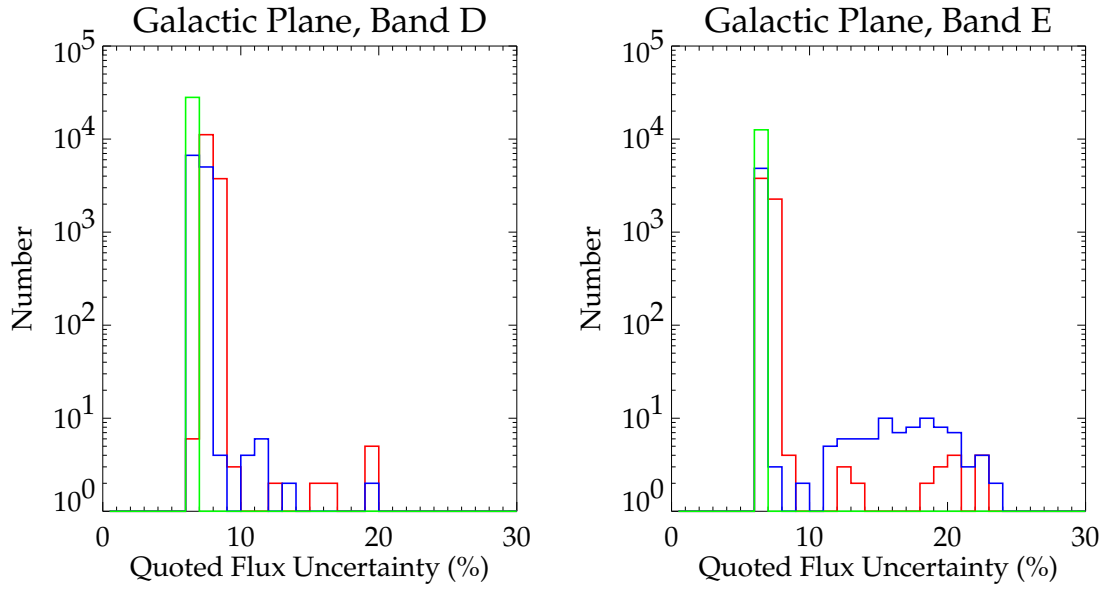 Galactic Plane, Band D
10^5
10^4
10^3
10^2
10^1
10^0
Number
0 10 20 30
Quoted Flux Uncertainty (%)
Galactic Plane, Band E
10^5
10^4
10^3
10^2
10^1
10^0
Number
0 10 20 30
Quoted Flux Uncertainty (%)